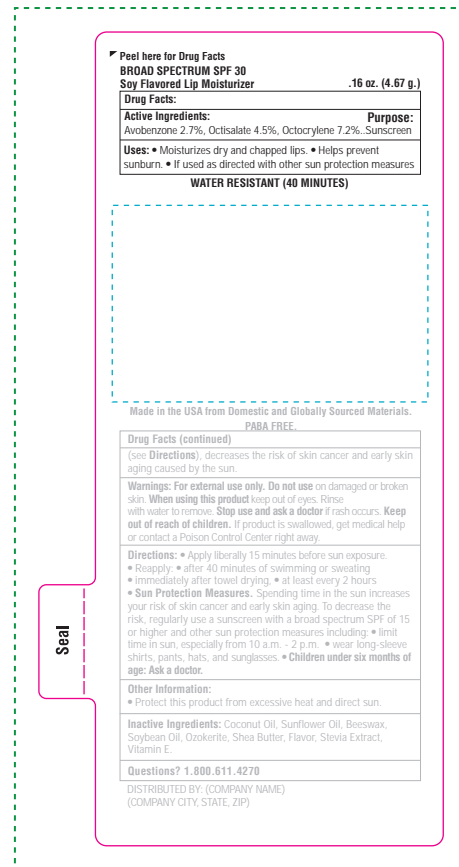 Peel here for Drug Facts
BROAD SPECTRUM SPF 30
Soy Flavored Lip Moisturizer .16 oz. (4.67 g.)
Drug Facts:
Active Ingredients: Purpose:
Avobenzone 2.7%, Octisalate 4.5%, Octocrylene 7.2%..Sunscreen
Uses: • Moisturizes dry and chapped lips. • Helps prevent
sunburn. • If used as directed with other sun protection measures
WATER RESISTANT (40 MINUTES)
Made in the USA from Domestic and Globally Sourced Materials.
PABA FREE.
Drug Facts (continued)
(see Directions), decreases the risk of skin cancer and early skin
aging caused by the sun.
Warnings: For external use only. Do not use on damaged or broken
skin. When using this product keep out of eyes. Rinse
with water to remove. Stop use and ask a doctor if rash occurs. Keep
out of reach of children. If product is swallowed, get medical help
or contact a Poison Control Center right away.
Directions: • Apply liberally 15 minutes before sun exposure.
• Reapply: • after 40 minutes of swimming or sweating
• immediately after towel drying, • at least every 2 hours
• Sun Protection Measures. Spending time in the sun increases
your risk of skin cancer and early skin aging. To decrease the
risk, regularly use a sunscreen with a broad spectrum SPF of 15
or higher and other sun protection measures including: • limit
time in sun, especially from 10 a.m. - 2 p.m. • wear long-sleeve
shirts, pants, hats, and sunglasses. • Children under six months of
age: Ask a doctor.
Other Information:
• Protect this product from excessive heat and direct sun.
Inactive Ingredients: Coconut Oil, Sunflower Oil, Beeswax,
Soybean Oil, Ozokerite, Shea Butter, Flavor, Stevia Extract,
Vitamin E.
Questions? 1.800.611.4270
DISTRIBUTED BY: (COMPANY NAME)
(COMPANY CITY, STATE, ZIP)
Seal